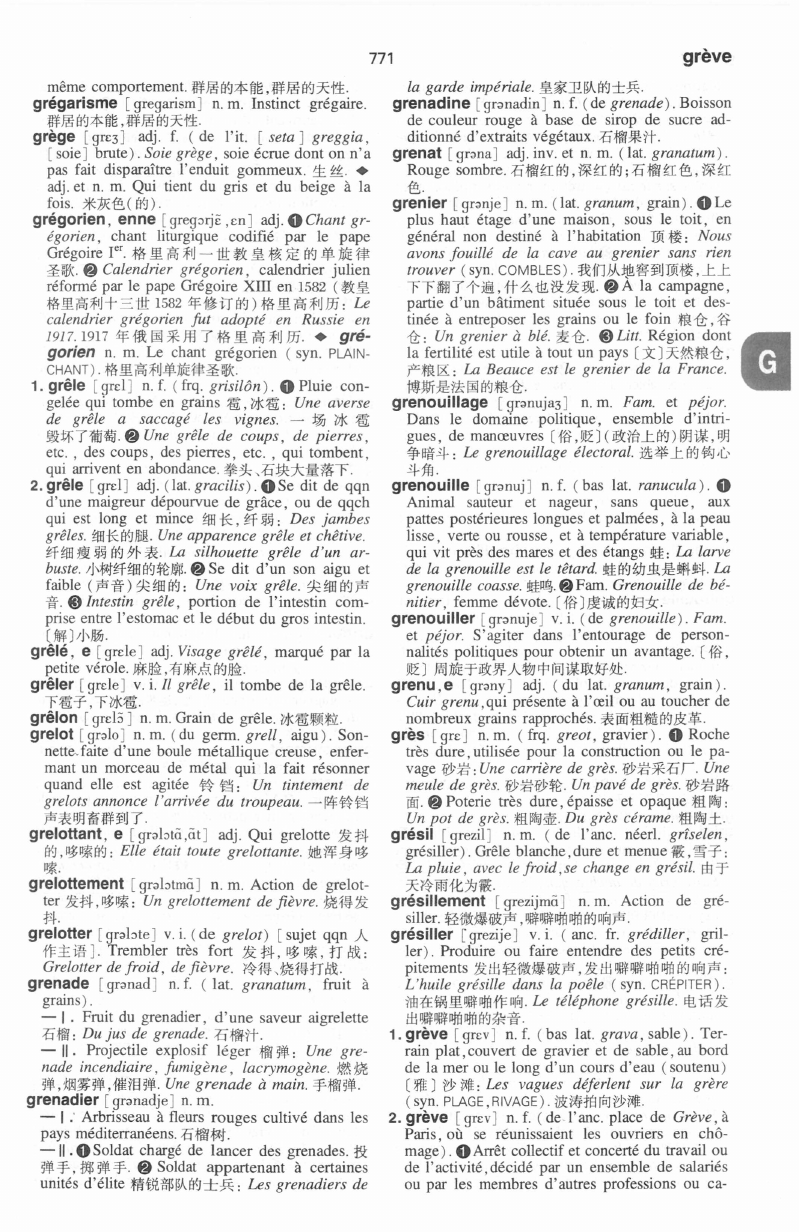 771
grève
même comportement. 群居的本能,群居的天性.
grégarisme [gregarism] n. m. Instinct grégaire.
群居的本能,群居的天性.
grège [grɛʒ] adj. f. ( de l'it. [ seta ] greggia,
[ soie] brute). Soie grège, soie écrue dont on n'a
pas fait disparaître l'enduit gommeux. 生丝. ◆
adj. et n. m. Qui tient du gris et du beige à la
fois. 米灰色(的).
grégorien, enne [gregɔrjɛ̃,ɛn] adj. ❶ Chant gr-
égorien, chant liturgique codifié par le pape
Grégoire Ier. 格里高利一世教皇核定的单旋律
圣歌. ❷ Calendrier grégorien, calendrier julien
réformé par le pape Grégoire XIII en 1582 (教皇
格里高利十三世 1582 年修订的)格里高利历: Le
calendrier grégorien fut adopté en Russie en
1917. 1917 年俄国采用了格里高利历. ◆ gré-
gorien n. m. Le chant grégorien ( syn. PLAIN-
CHANT). 格里高利单旋律圣歌.
1. grêle [grɛl] n. f. ( frq. grisilôn). ❶ Pluie con-
gelée qui tombe en grains 雹,冰雹: Une averse
de grêle a saccagé les vignes. 一场冰雹
毁坏了葡萄. ❷ Une grêle de coups, de pierres,
etc. , des coups, des pierres, etc. , qui tombent,
qui arrivent en abondance. 拳头、石块大量落下.
2. grêle [grɛl] adj. (lat. gracilis). ❶ Se dit de qqn
d'une maigreur dépourvue de grâce, ou de qqch
qui est long et mince 细长,纤弱: Des jambes
grêles. 细长的腿. Une apparence grêle et chêtive.
纤细瘦弱的外表. La silhouette grêle d'un ar-
buste. 小树纤细的轮廓. ❷ Se dit d'un son aigu et
faible (声音)尖细的: Une voix grêle. 尖细的声
音. ❸ Intestin grêle, portion de l'intestin com-
prise entre l'estomac et le début du gros intestin.
〔解〕小肠.
grêlé, e [grɛle] adj. Visage grêlé, marqué par la
petite vérole. 麻脸,有麻点的脸.
grêler [grɛle] v. i. Il grêle, il tombe de la grêle.
下雹子,下冰雹.
grêlon [grɛlɔ̃] n. m. Grain de grêle. 冰雹颗粒.
grelot [grəlo] n. m. (du germ. grell, aigu). Son-
nette faite d'une boule métallique creuse, enfer-
mant un morceau de métal qui la fait résonner
quand elle est agitée 铃铛: Un tintement de
grelots annonce l'arrivée du troupeau. 一阵铃铛
声表明畜群到了.
grelottant, e [grəlɔtɑ̃,ɑ̃t] adj. Qui grelotte 发抖
的,哆嗦的: Elle était toute grelottante. 她浑身哆
嗦.
grelottement [grəlɔtmɑ̃] n. m. Action de grelot-
ter 发抖,哆嗦: Un grelottement de fièvre. 烧得发
抖.
grelotter [grəlɔte] v. i. (de grelot) [ sujet qqn 人
作主语]. Trembler très fort 发抖,哆嗦,打战:
Grelotter de froid, de fièvre. 冷得、烧得打战.
grenade [grənad] n. f. ( lat. granatum, fruit à
grains).
— Ⅰ. Fruit du grenadier, d'une saveur aigrelette
石榴: Du jus de grenade. 石榴汁.
— Ⅱ. Projectile explosif léger 榴弹: Une gre-
nade incendiaire, fumigène, lacrymogène. 燃烧
弹,烟雾弹,催泪弹. Une grenade à main. 手榴弹.
grenadier [grənadje] n. m.
— Ⅰ. Arbrisseau à fleurs rouges cultivé dans les
pays méditerranéens. 石榴树.
— Ⅱ. ❶ Soldat chargé de lancer des grenades. 投
弹手,掷弹手. ❷ Soldat appartenant à certaines
unités d'élite 精锐部队的士兵: Les grenadiers de
la garde impériale. 皇家卫队的士兵.
grenadine [grənadin] n. f. (de grenade). Boisson
de couleur rouge à base de sirop de sucre ad-
ditionné d'extraits végétaux. 石榴果汁.
grenat [grəna] adj. inv. et n. m. (lat. granatum).
Rouge sombre. 石榴红的,深红的;石榴红色,深红
色.
grenier [grənje] n. m. (lat. granum, grain). ❶ Le
plus haut étage d'une maison, sous le toit, en
général non destiné à l'habitation 顶楼: Nous
avons fouillé de la cave au grenier sans rien
trouver (syn. COMBLES). 我们从地窖到顶楼,上上
下下翻了个遍,什么也没发现. ❷ A la campagne,
partie d'un bâtiment située sous le toit et des-
tinée à entreposer les grains ou le foin 粮仓,谷
仓: Un grenier à blé. 麦仓. ❸ Litt. Région dont
la fertilité est utile à tout un pays [文]天然粮仓,
产粮区: La Beauce est le grenier de la France.
博斯是法国的粮仓.
grenouillage [grənujaʒ] n. m. Fam. et péjor.
Dans le domaine politique, ensemble d'intri-
gues, de manœuvres [俗,贬](政治上的)阴谋,明
争暗斗: Le grenouillage électoral. 选举上的钩心
斗角.
grenouille [grənuj] n. f. ( bas lat. ranucula). ❶
Animal sauteur et nageur, sans queue, aux
pattes postérieures longues et palmées, à la peau
lisse, verte ou rousse, et à température variable,
qui vit près des mares et des étangs 蛙: La larve
de la grenouille est le têtard. 蛙的幼虫是蝌蚪. La
grenouille coasse. 蛙鸣. ❷ Fam. Grenouille de bé-
nitier, femme dévote. [俗]虔诚的妇女.
grenouiller [grənuje] v. i. (de grenouille). Fam.
et péjor. S'agiter dans l'entourage de person-
nalités politiques pour obtenir un avantage. [俗,
贬] 周旋于政界人物中间谋取好处.
grenu,e [grəny] adj. ( du lat. granum, grain).
Cuir grenu,qui présente à l'œil ou au toucher de
nombreux grains rapprochés. 表面粗糙的皮革.
grès [grɛ] n. m. ( frq. greot, gravier). ❶ Roche
très dure,utilisée pour la construction ou le pa-
vage 砂岩: Une carrière de grès. 砂岩采石厂. Une
meule de grès. 砂岩砂轮. Un pavé de grès. 砂岩路
面. ❷ Poterie très dure, épaisse et opaque 粗陶:
Un pot de grès. 粗陶壶. Du grès cérame. 粗陶土.
grésil [grezil] n. m. ( de l'anc. néerl. grîselen,
grésiller). Grêle blanche,dure et menue 霰,雪子:
La pluie, avec le froid,se change en grésil. 由于
天冷雨化为霰.
grésillement [grezijmɑ̃] n. m. Action de gré-
siller. 轻微爆破声,噼噼啪啪的响声.
grésiller [grezije] v. i. ( anc. fr. grédiller, gril-
ler). Produire ou faire entendre des petits cré-
pitements 发出轻微爆破声,发出噼噼啪啪的响声:
L'huile grésille dans la poêle ( syn. CRÉPITER).
油在锅里噼啪作响. Le téléphone grésille. 电话发
出噼噼啪啪的杂音.
1. grève [grɛv] n. f. ( bas lat. grava, sable). Ter-
rain plat,couvert de gravier et de sable, au bord
de la mer ou le long d'un cours d'eau (soutenu)
[雅] 沙滩: Les vagues déferlent sur la grère
(syn. PLAGE, RIVAGE). 波涛拍向沙滩.
2. grève [grɛv] n. f. (de l'anc. place de Grève, à
Paris, où se réunissaient les ouvriers en chô-
mage). ❶ Arrêt collectif et concerté du travail ou
de l'activité,décidé par un ensemble de salariés
ou par les membres d'autres professions ou ca-
G